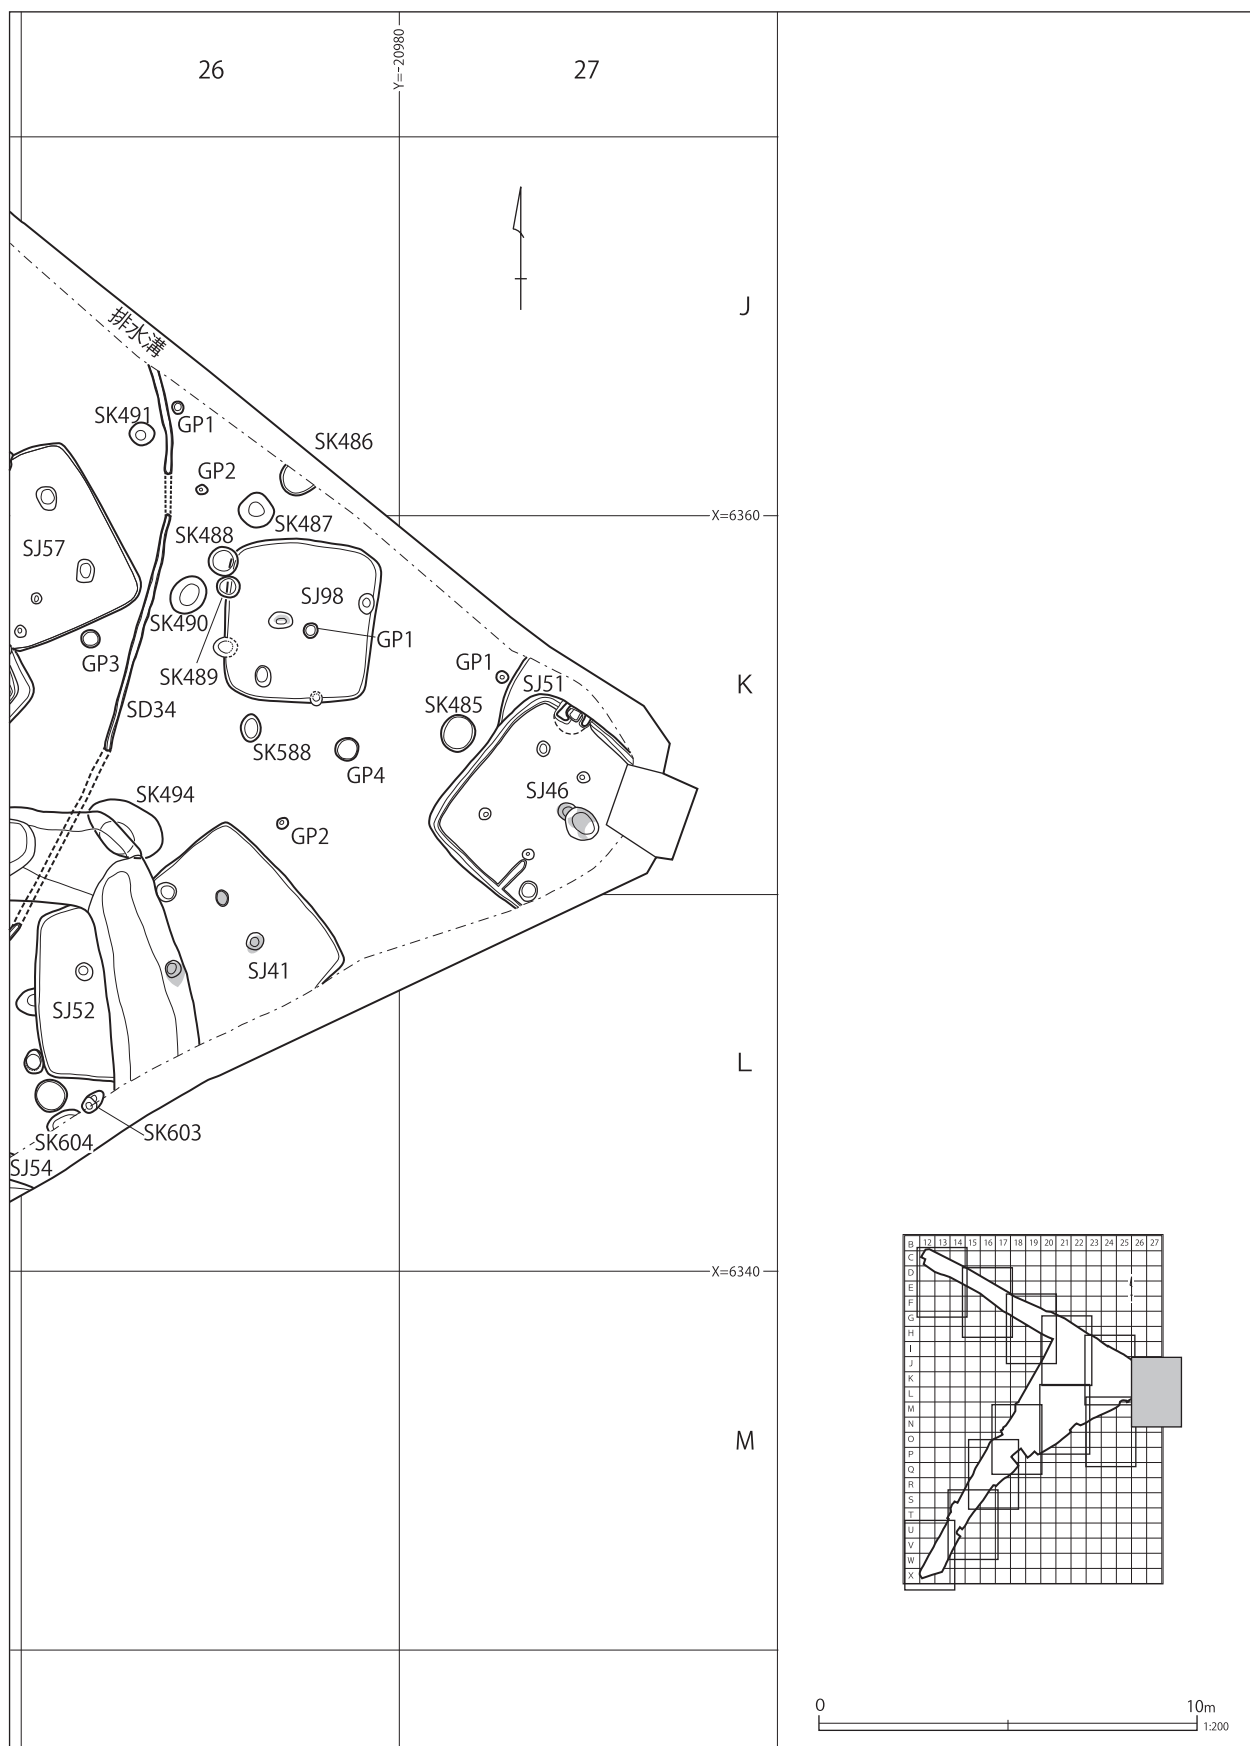 26
Y=-20980
27
J
排水溝
SK491
GP1
SK486
GP2
SK487
X=6360
SK488
SJ57
SJ98
SK490
GP1
GP3
SK489
GP1
SJ51
K
SD34
SK485
SK588
GP4
SJ46
SK494
GP2
SJ41
SJ52
L
SK603
SK604
SJ54
X=6340
M
B 12 13 14 15 16 17 18 19 20 21 22 23 24 25 26 27
C
D
E
F
G
H
I
J
K
L
M
N
O
P
Q
R
S
T
U
V
W
X
0 10m
1:200